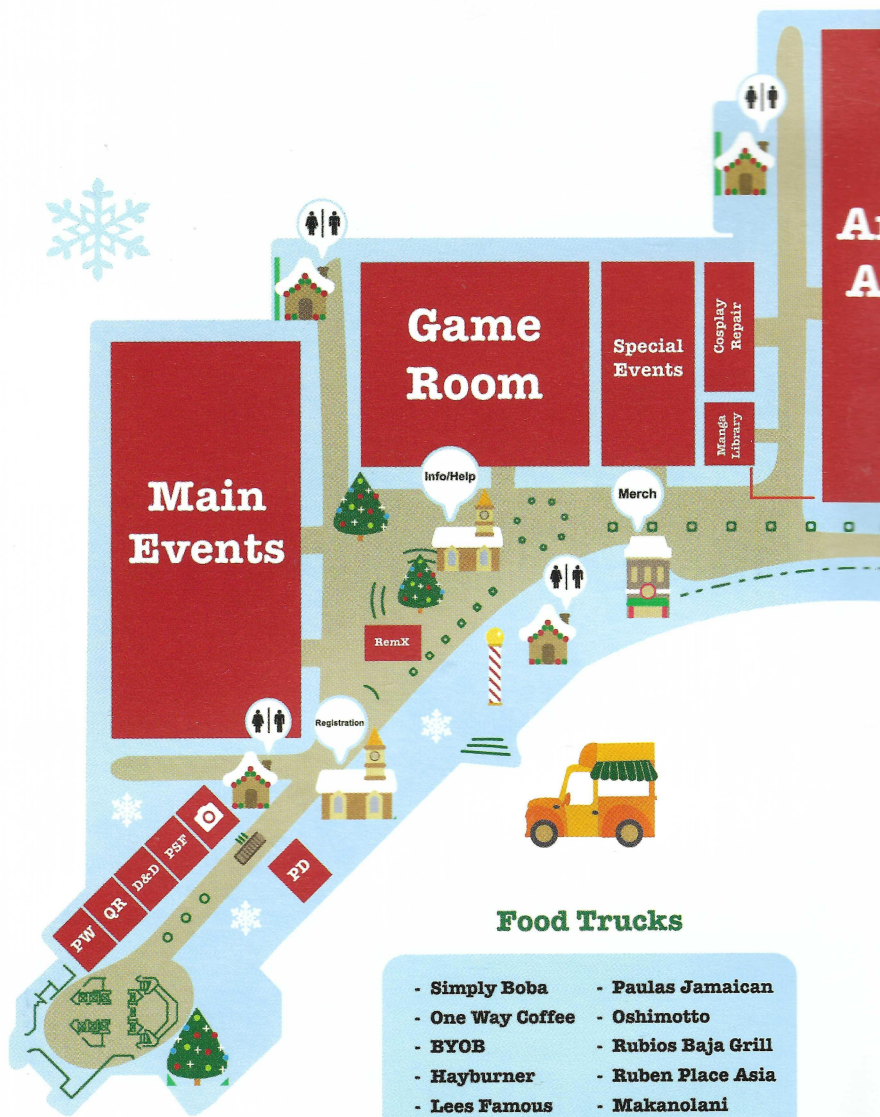 Game
Room
Special
Events
Cosplay
Repair
Manga
Library
Main
Events
Info/Help
Merch
RemX
Registration
PSF
D&D
QR
PW
PD
Food Trucks
- Simply Boba
- One Way Coffee
- BYOB
- Hayburner
- Lees Famous
- Paulas Jamaican
- Oshimotto
- Rubios Baja Grill
- Ruben Place Asia
- Makanolani